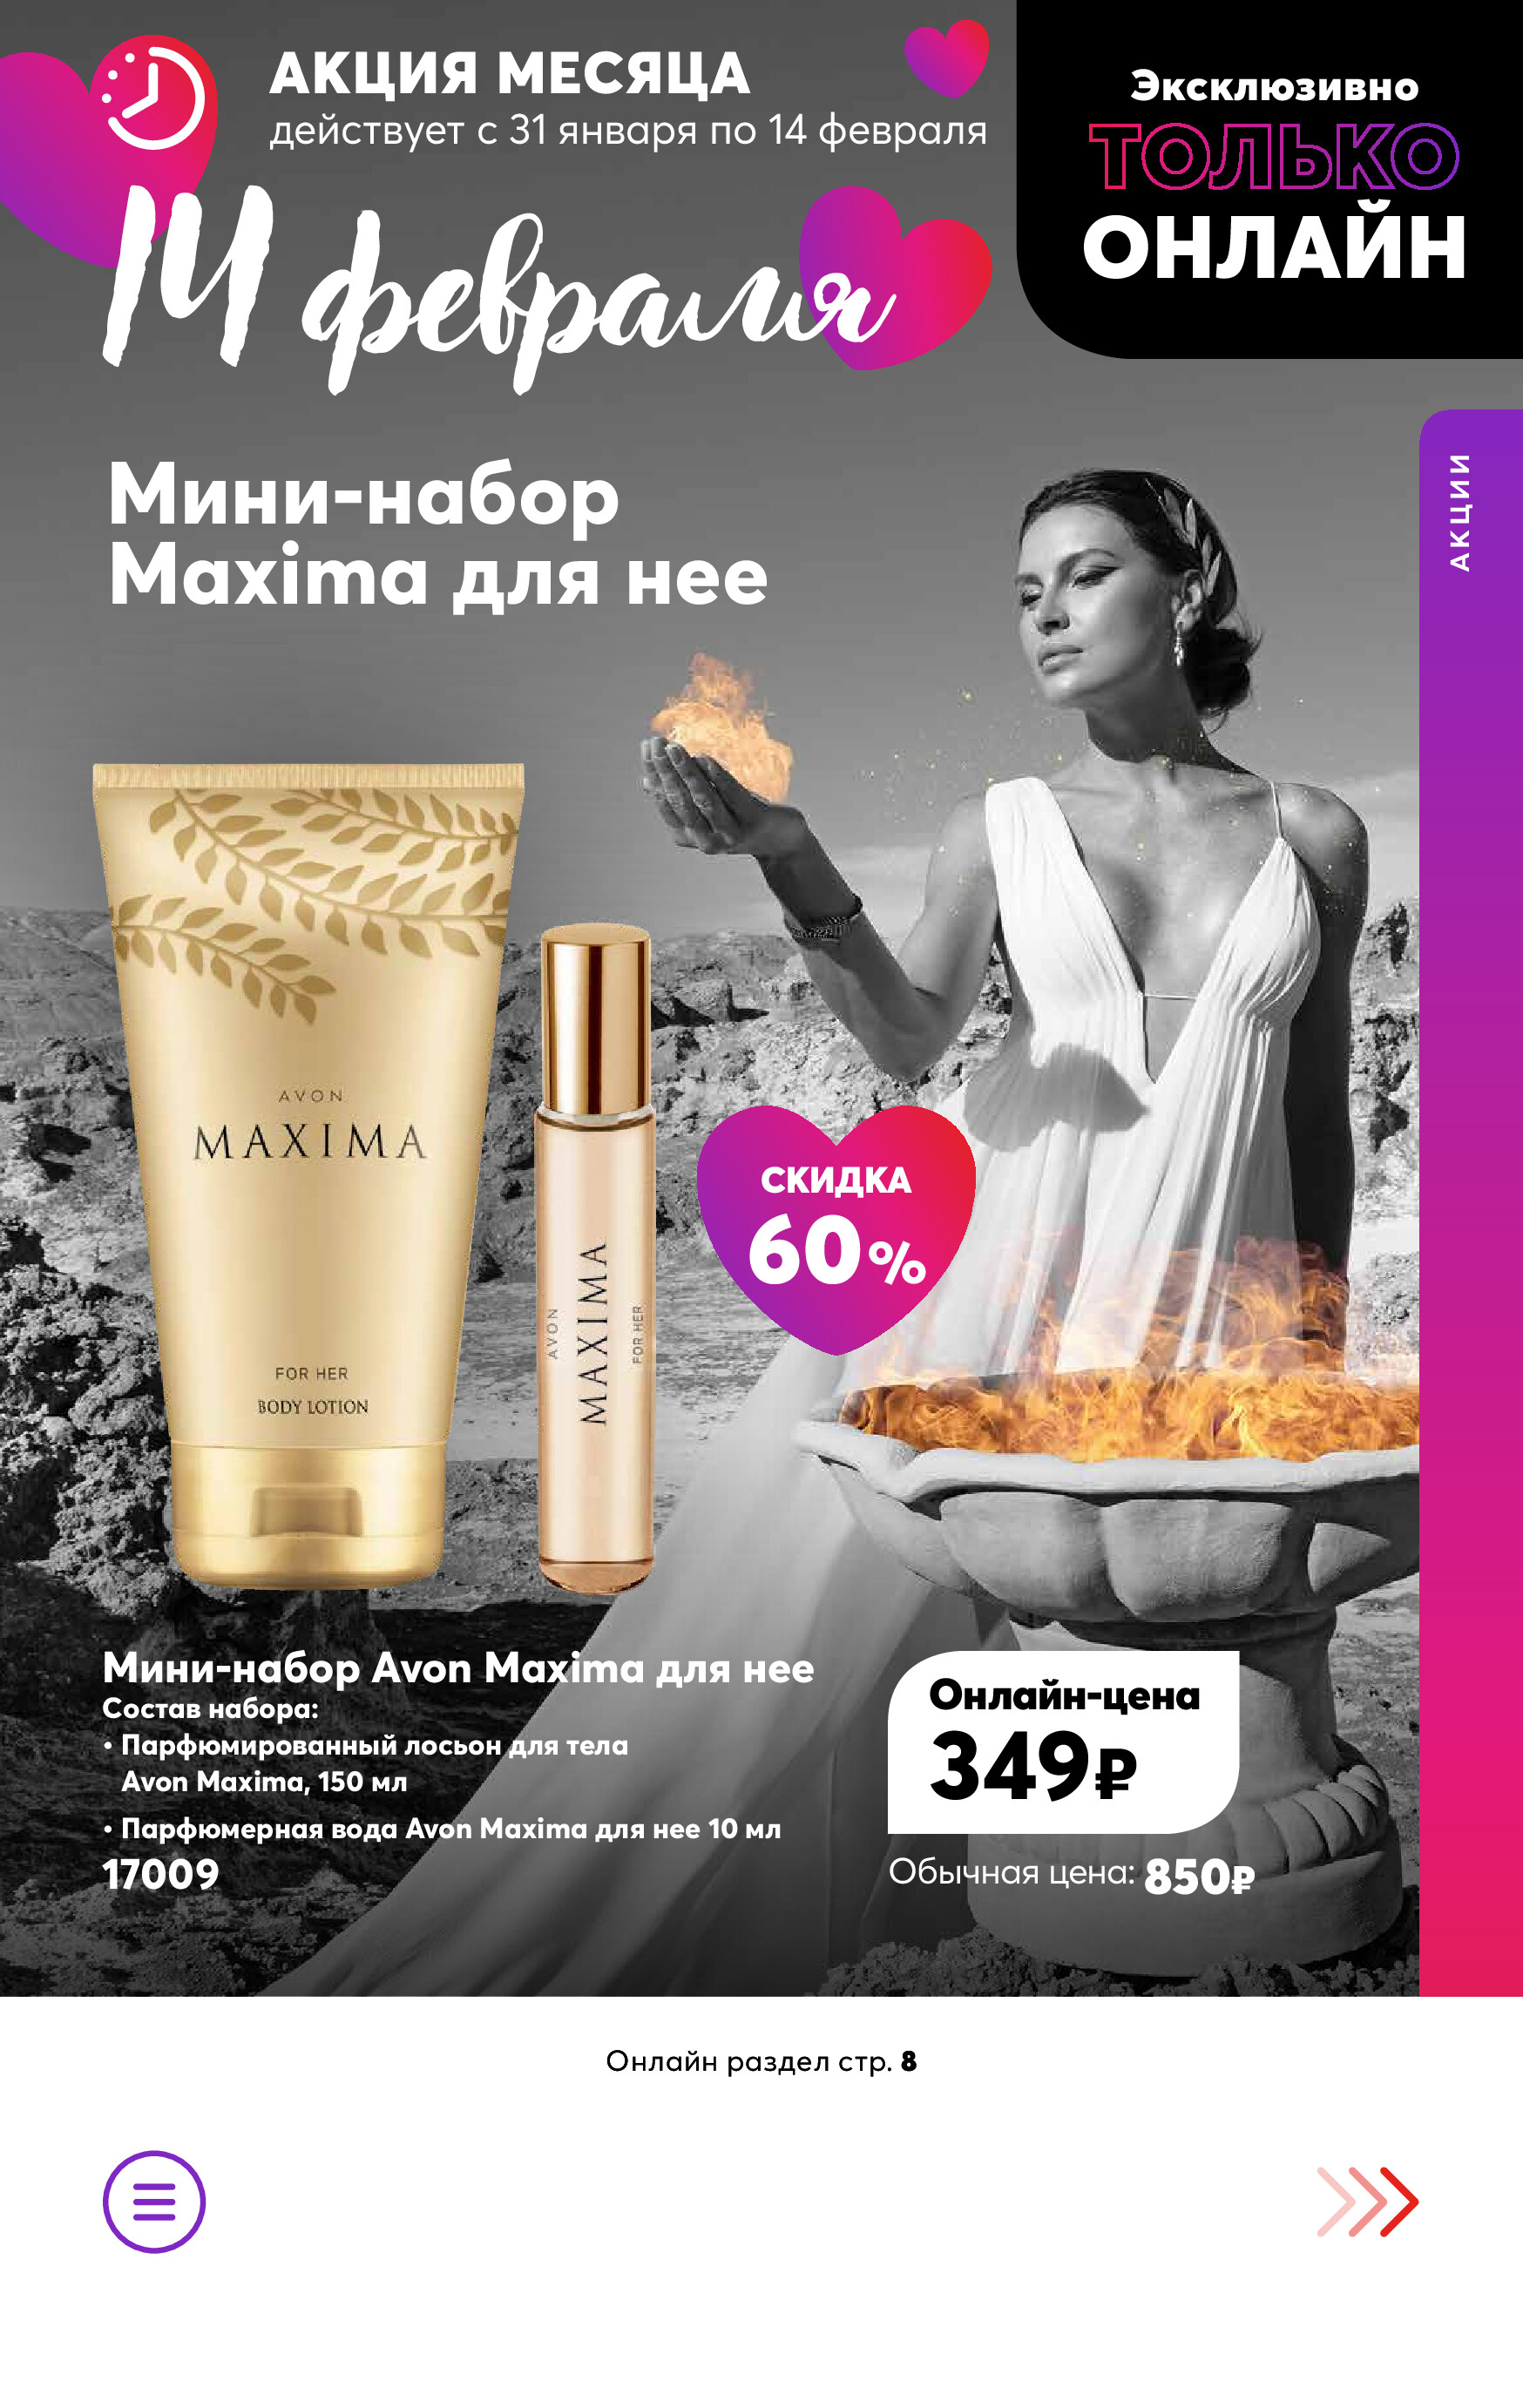 АКЦИЯ МЕСЯЦА
действует с 31 января по 14 февраля
14 февраля
Эксклюзивно
ТОЛЬКО
ОНЛАЙН
АКЦИИ
Мини-набор
Maxima для нее
AVON
MAXIMA
FOR HER
BODY LOTION
AVON
MAXIMA
FOR HER
СКИДКА
60%
Мини-набор Avon Maxima для нее
Состав набора:
• Парфюмированный лосьон для тела
Avon Maxima, 150 мл
• Парфюмерная вода Avon Maxima для нее 10 мл
17009
Онлайн-цена
349₽
Обычная цена: 850₽
Онлайн раздел стр. 8